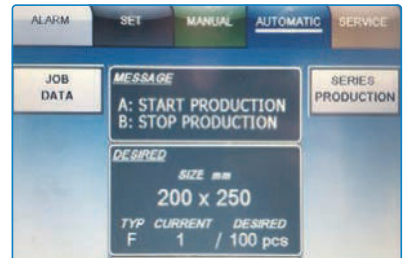 ALARM SET MANUAL AUTOMATIC SERVICE
JOB DATA
MESSAGE
A: START PRODUCTION
B: STOP PRODUCTION
SERIES PRODUCTION
DESIRED
SIZE mm
200 x 250
TYP CURRENT DESIRED
F 1 / 100 pcs